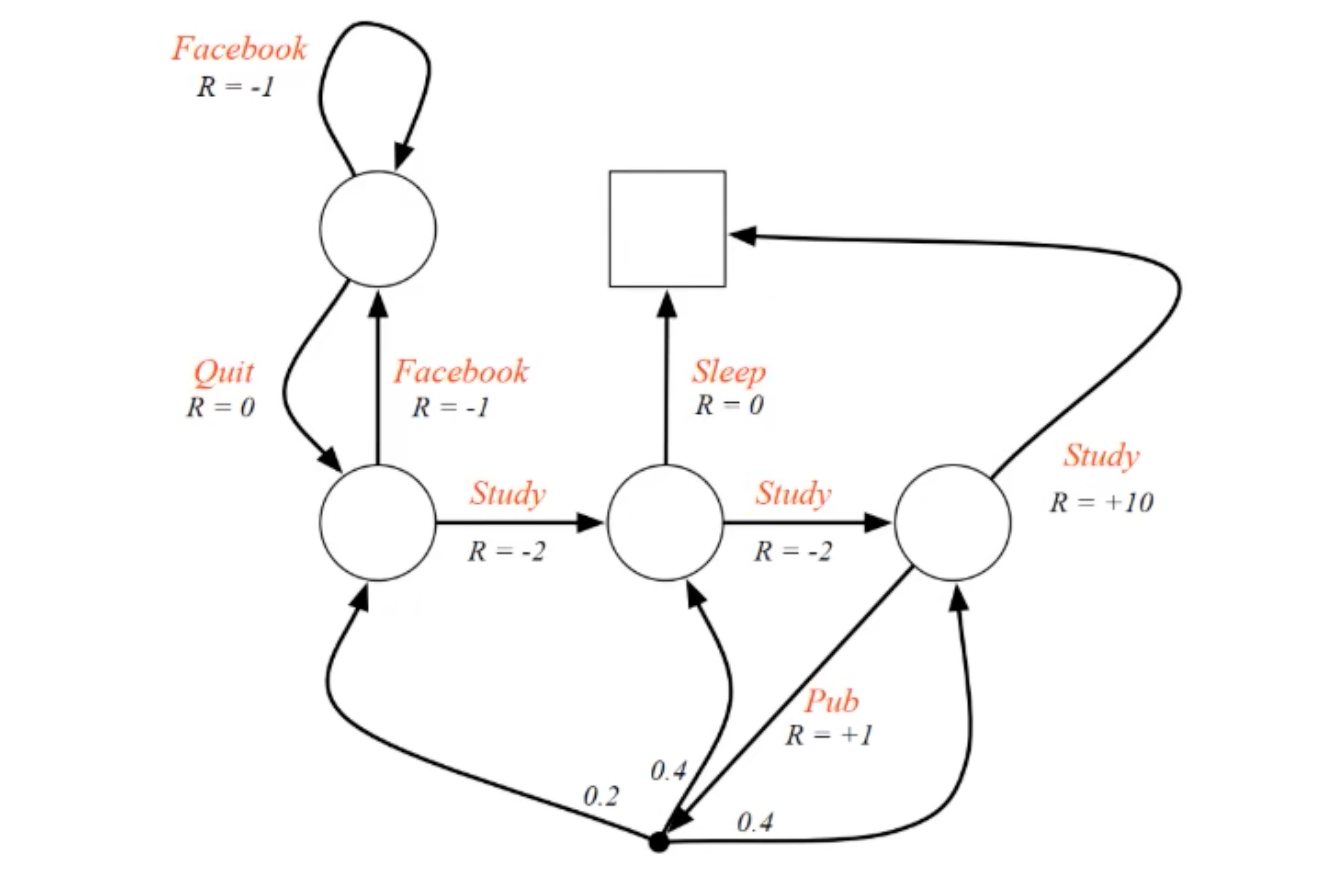 Facebook
R = -1
Quit
R = 0
Facebook
R = -1
Sleep
R = 0
Study
R = -2
Study
R = -2
Study
R = +10
Pub
R = +1
0.4
0.2
0.4